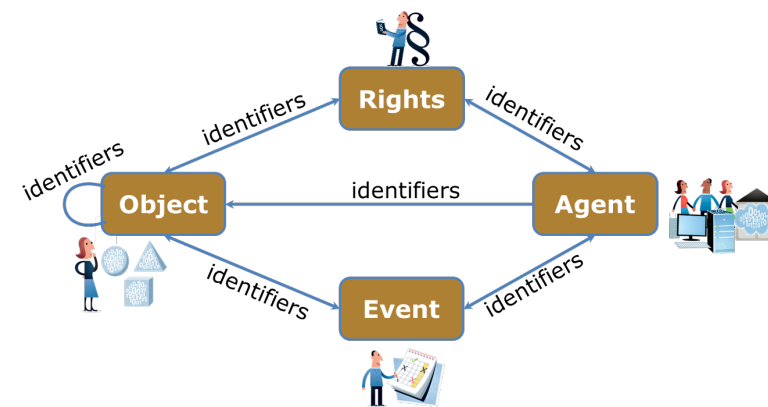 §
Rights
identifiers
identifiers
identifiers
Object
identifiers
Agent
identifiers
identifiers
Event